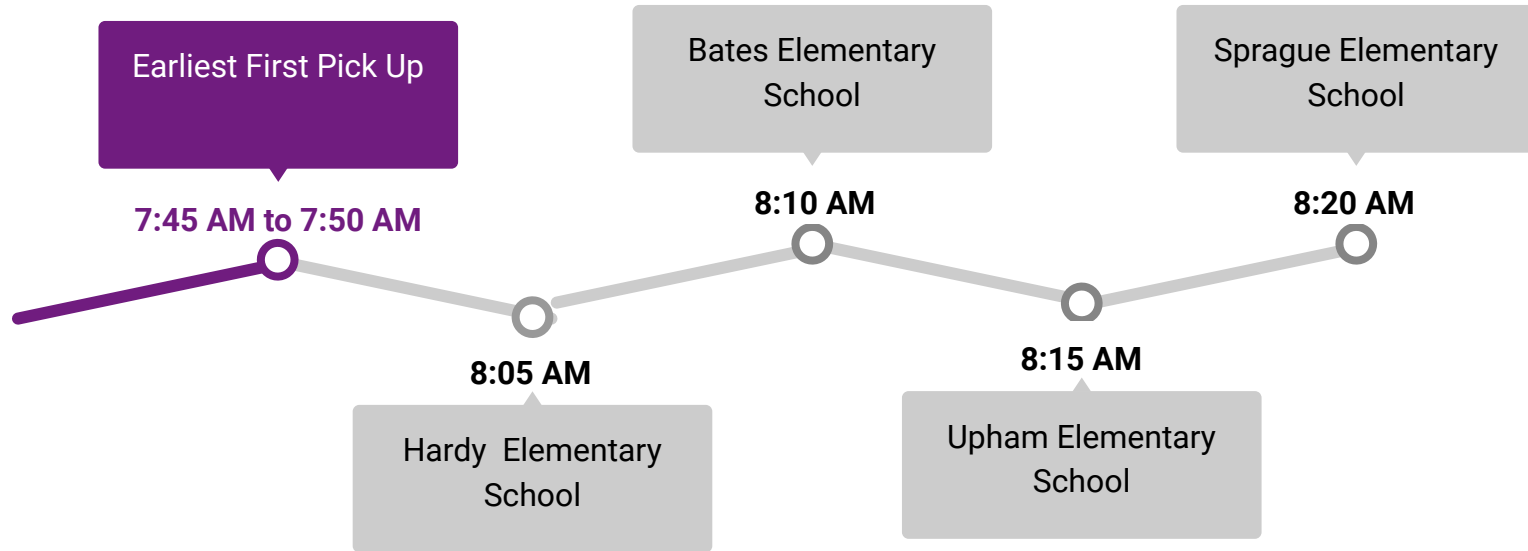 Earliest First Pick Up
7:45 AM to 7:50 AM
8:05 AM
Hardy  Elementary
School
Bates Elementary
School
8:10 AM
8:15 AM
Upham Elementary
School
Sprague Elementary
School
8:20 AM